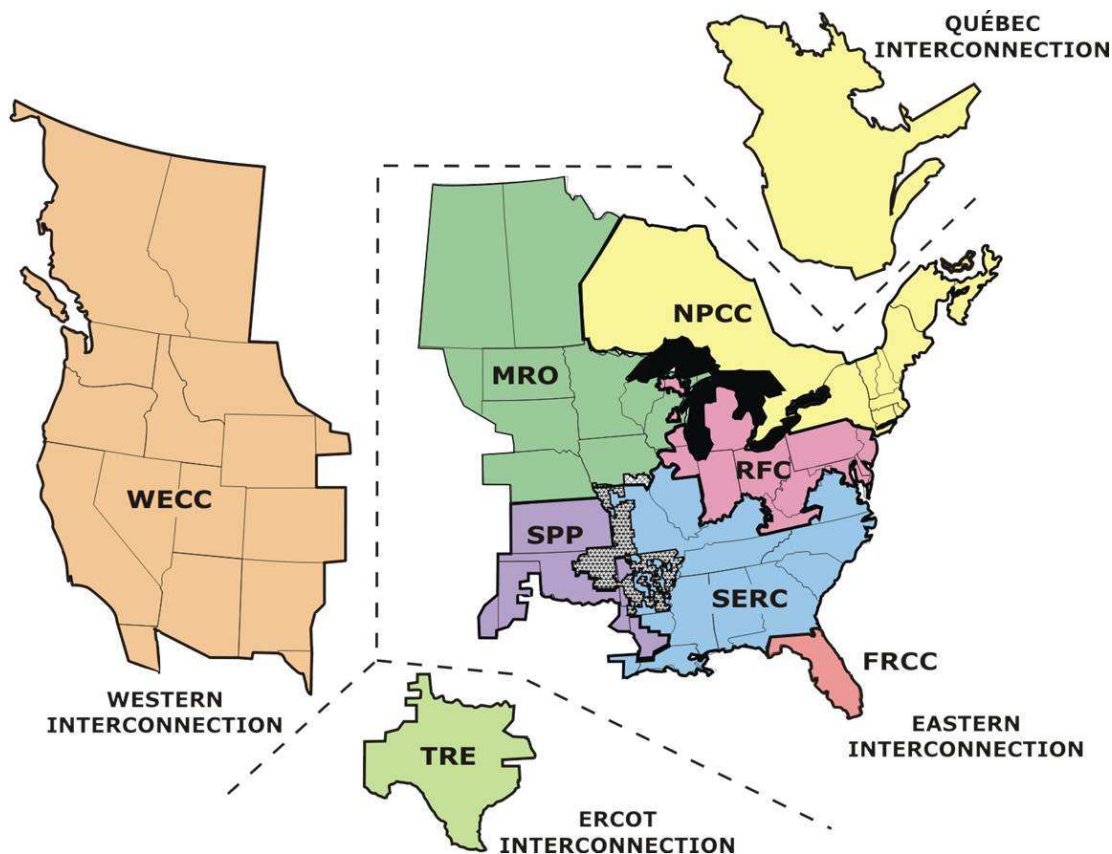 QUÉBEC
INTERCONNECTION
NPCC
MRO
RFC
WECC
SPP
SERC
FRCC
WESTERN
INTERCONNECTION
EASTERN
INTERCONNECTION
TRE
ERCOT
INTERCONNECTION